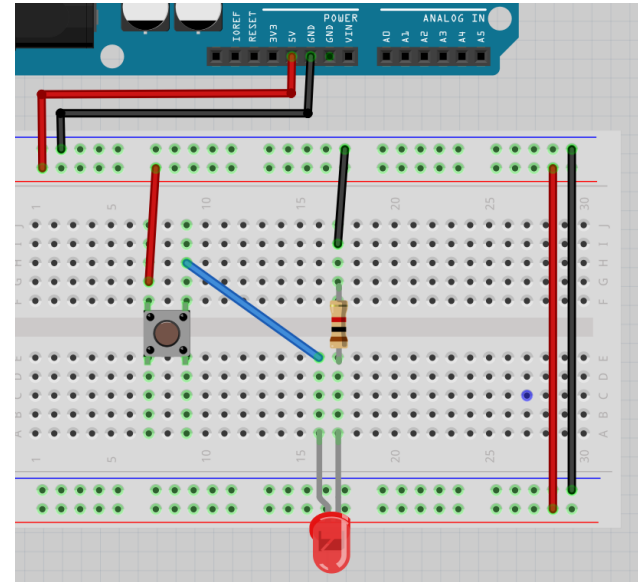 POWER
ANALOG IN
IOREF
RESET
3V3
5V
GND
GND
VIN
A0
A1
A2
A3
A4
A5
1
5
10
15
20
25
30
J
J
I
I
H
H
G
G
F
F
E
E
D
D
C
C
B
B
A
A
1
5
10
15
20
25
30